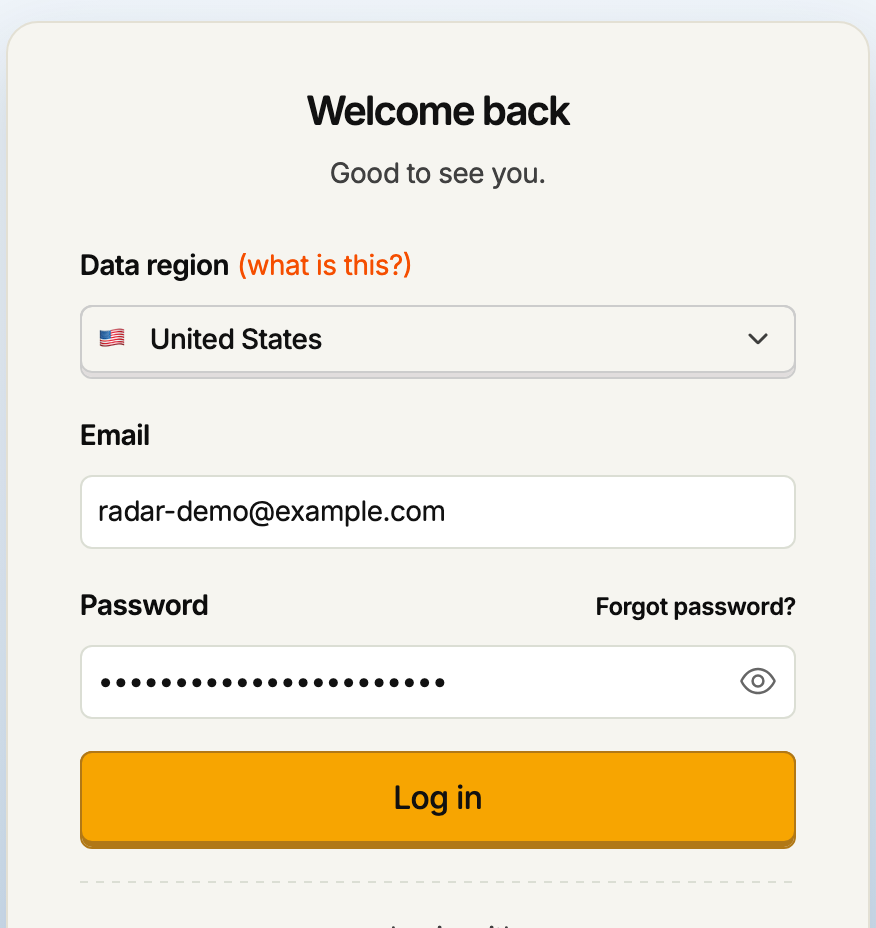 Welcome back
Good to see you.
Data region (what is this?)
United States
Email
radar-demo@example.com
Password Forgot password?
•••••••••••••••••••••••
Log in